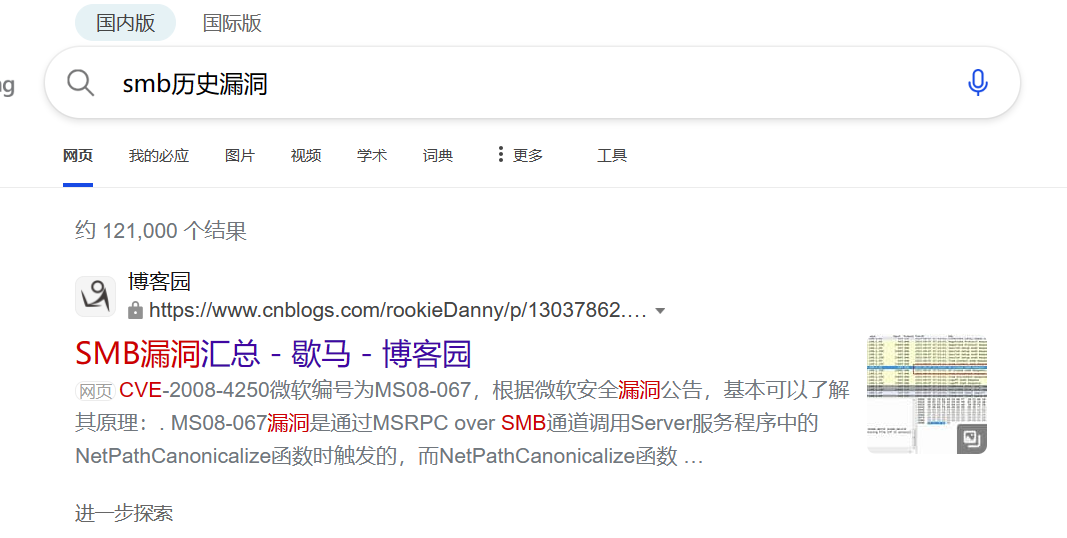 国内版 国际版
ng smb历史漏洞
网页 我的必应 图片 视频 学术 词典 更多 工具
约 121,000 个结果
博客园
https://www.cnblogs.com/rookieDanny/p/13037862.…
SMB漏洞汇总 - 歇马 - 博客园
网页 CVE-2008-4250微软编号为MS08-067，根据微软安全漏洞公告，基本可以了解
其原理：. MS08-067漏洞是通过MSRPC over SMB通道调用Server服务程序中的
NetPathCanonicalize函数时触发的，而NetPathCanonicalize函数 …
进一步探索